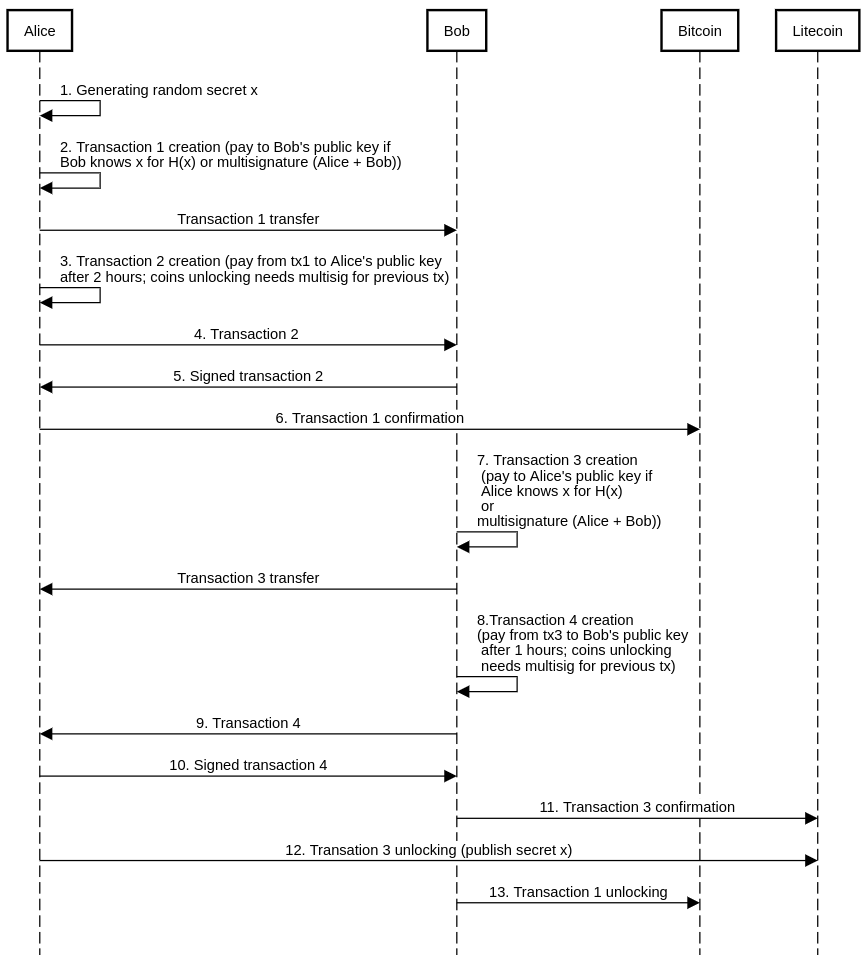 Alice
Bob
Bitcoin
Litecoin
1. Generating random secret x
2. Transaction 1 creation (pay to Bob's public key if
Bob knows x for H(x) or multisignature (Alice + Bob))
Transaction 1 transfer
3. Transaction 2 creation (pay from tx1 to Alice's public key
after 2 hours; coins unlocking needs multisig for previous tx)
4. Transaction 2
5. Signed transaction 2
6. Transaction 1 confirmation
7. Transaction 3 creation
(pay to Alice's public key if
Alice knows x for H(x)
or
multisignature (Alice + Bob))
Transaction 3 transfer
8.Transaction 4 creation
(pay from tx3 to Bob's public key
after 1 hours; coins unlocking
needs multisig for previous tx)
9. Transaction 4
10. Signed transaction 4
11. Transaction 3 confirmation
12. Transation 3 unlocking (publish secret x)
13. Transaction 1 unlocking